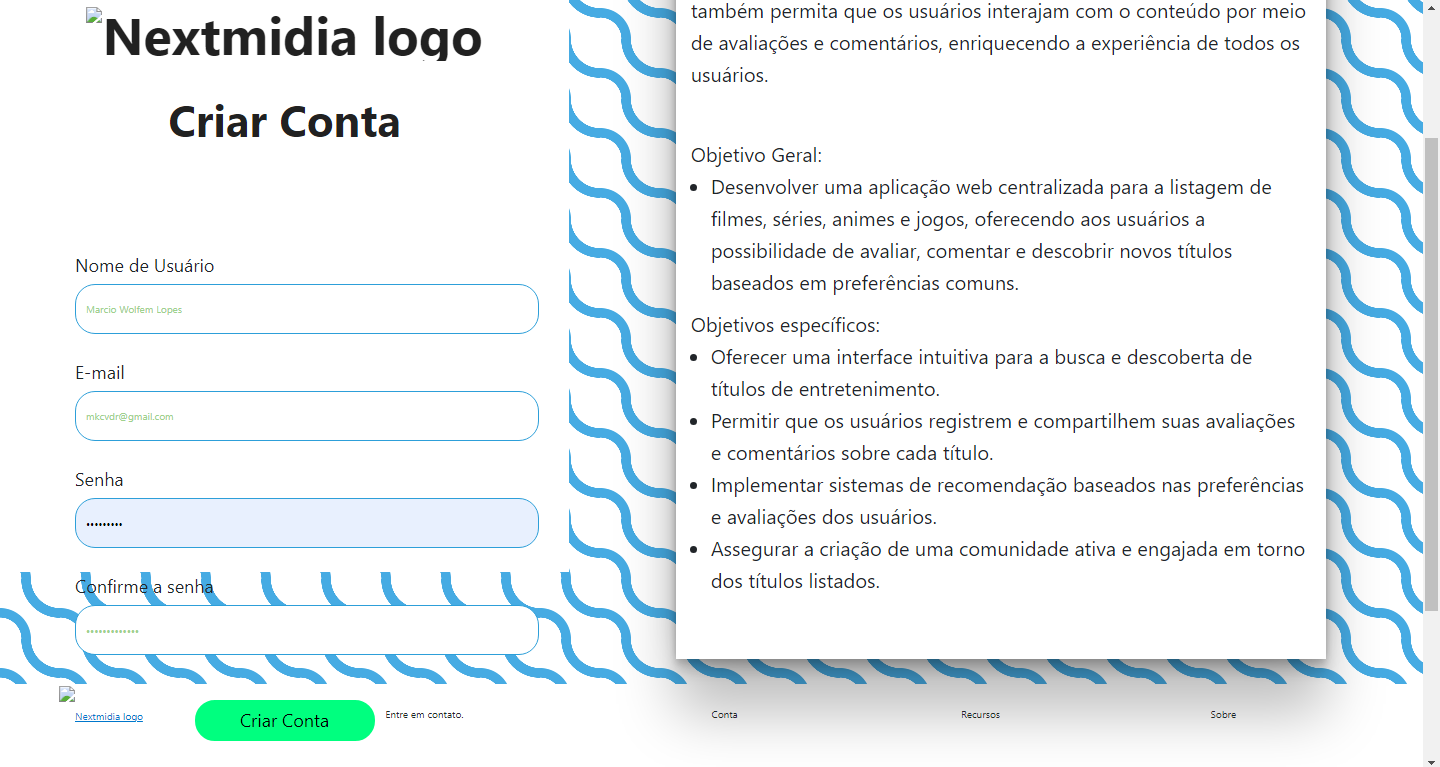 Nextmidia logo
Criar Conta
Nome de Usuário
Marcio Wolfem Lopes
E-mail
mkcvdr@gmail.com
Senha
•••••••••
Confirme a senha
•••••••••••••
Criar Conta
também permita que os usuários interajam com o conteúdo por meio
de avaliações e comentários, enriquecendo a experiência de todos os
usuários.
Objetivo Geral:
• Desenvolver uma aplicação web centralizada para a listagem de
filmes, séries, animes e jogos, oferecendo aos usuários a
possibilidade de avaliar, comentar e descobrir novos títulos
baseados em preferências comuns.
Objetivos específicos:
• Oferecer uma interface intuitiva para a busca e descoberta de
títulos de entretenimento.
• Permitir que os usuários registrem e compartilhem suas avaliações
e comentários sobre cada título.
• Implementar sistemas de recomendação baseados nas preferências
e avaliações dos usuários.
• Assegurar a criação de uma comunidade ativa e engajada em torno
dos títulos listados.
Nextmidia logo
Entre em contato.
Conta
Recursos
Sobre